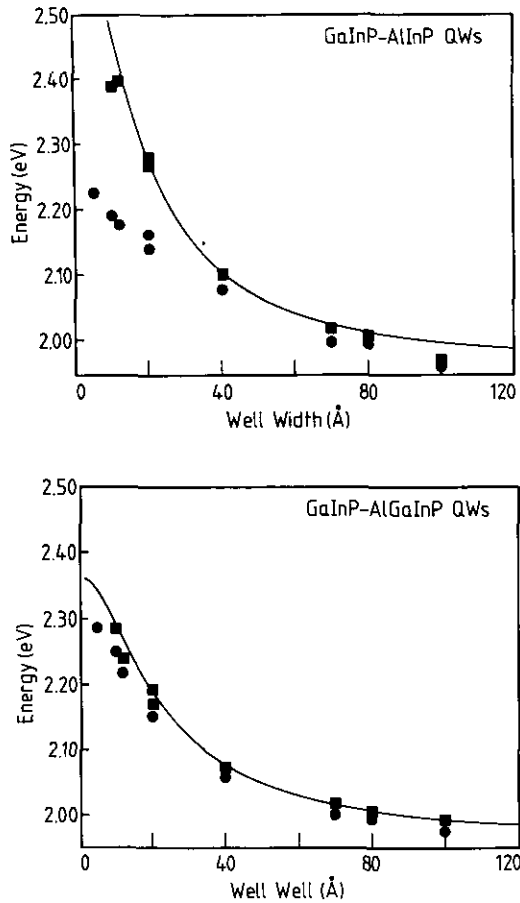 2.50
GaInP-AlInP QWs
2.40
2.30
2.20
2.10
2.00
Energy (eV)
0 40 80 120
Well Width (Å)
2.50
GaInP-AlGaInP QWs
2.40
2.30
2.20
2.10
2.00
Energy (eV)
0 40 80 120
Well Well (Å)